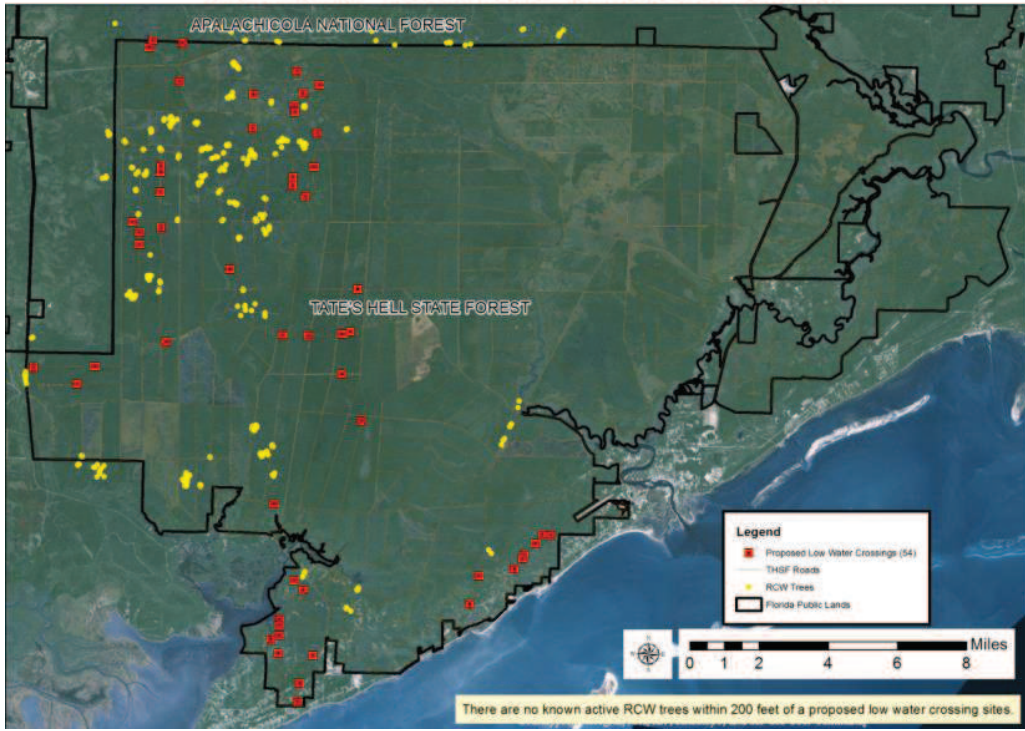 APALACHICOLA NATIONAL FOREST
TATE'S HELL STATE FOREST
Legend
Proposed Low Water Crossings (54)
THSF Roads
RCW Trees
Florida Public Lands
N
W E
S
Miles
0 1 2 4 6 8
There are no known active RCW trees within 200 feet of a proposed low water crossing sites.